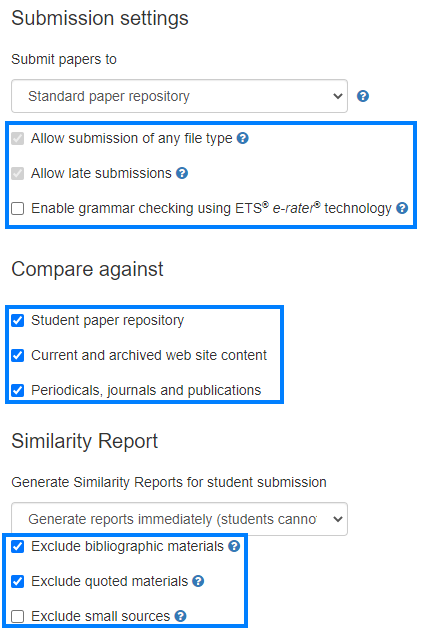 Submission settings
Submit papers to
Standard paper repository
Allow submission of any file type
Allow late submissions
Enable grammar checking using ETS® e-rater® technology
Compare against
Student paper repository
Current and archived web site content
Periodicals, journals and publications
Similarity Report
Generate Similarity Reports for student submission
Generate reports immediately (students canno
Exclude bibliographic materials
Exclude quoted materials
Exclude small sources